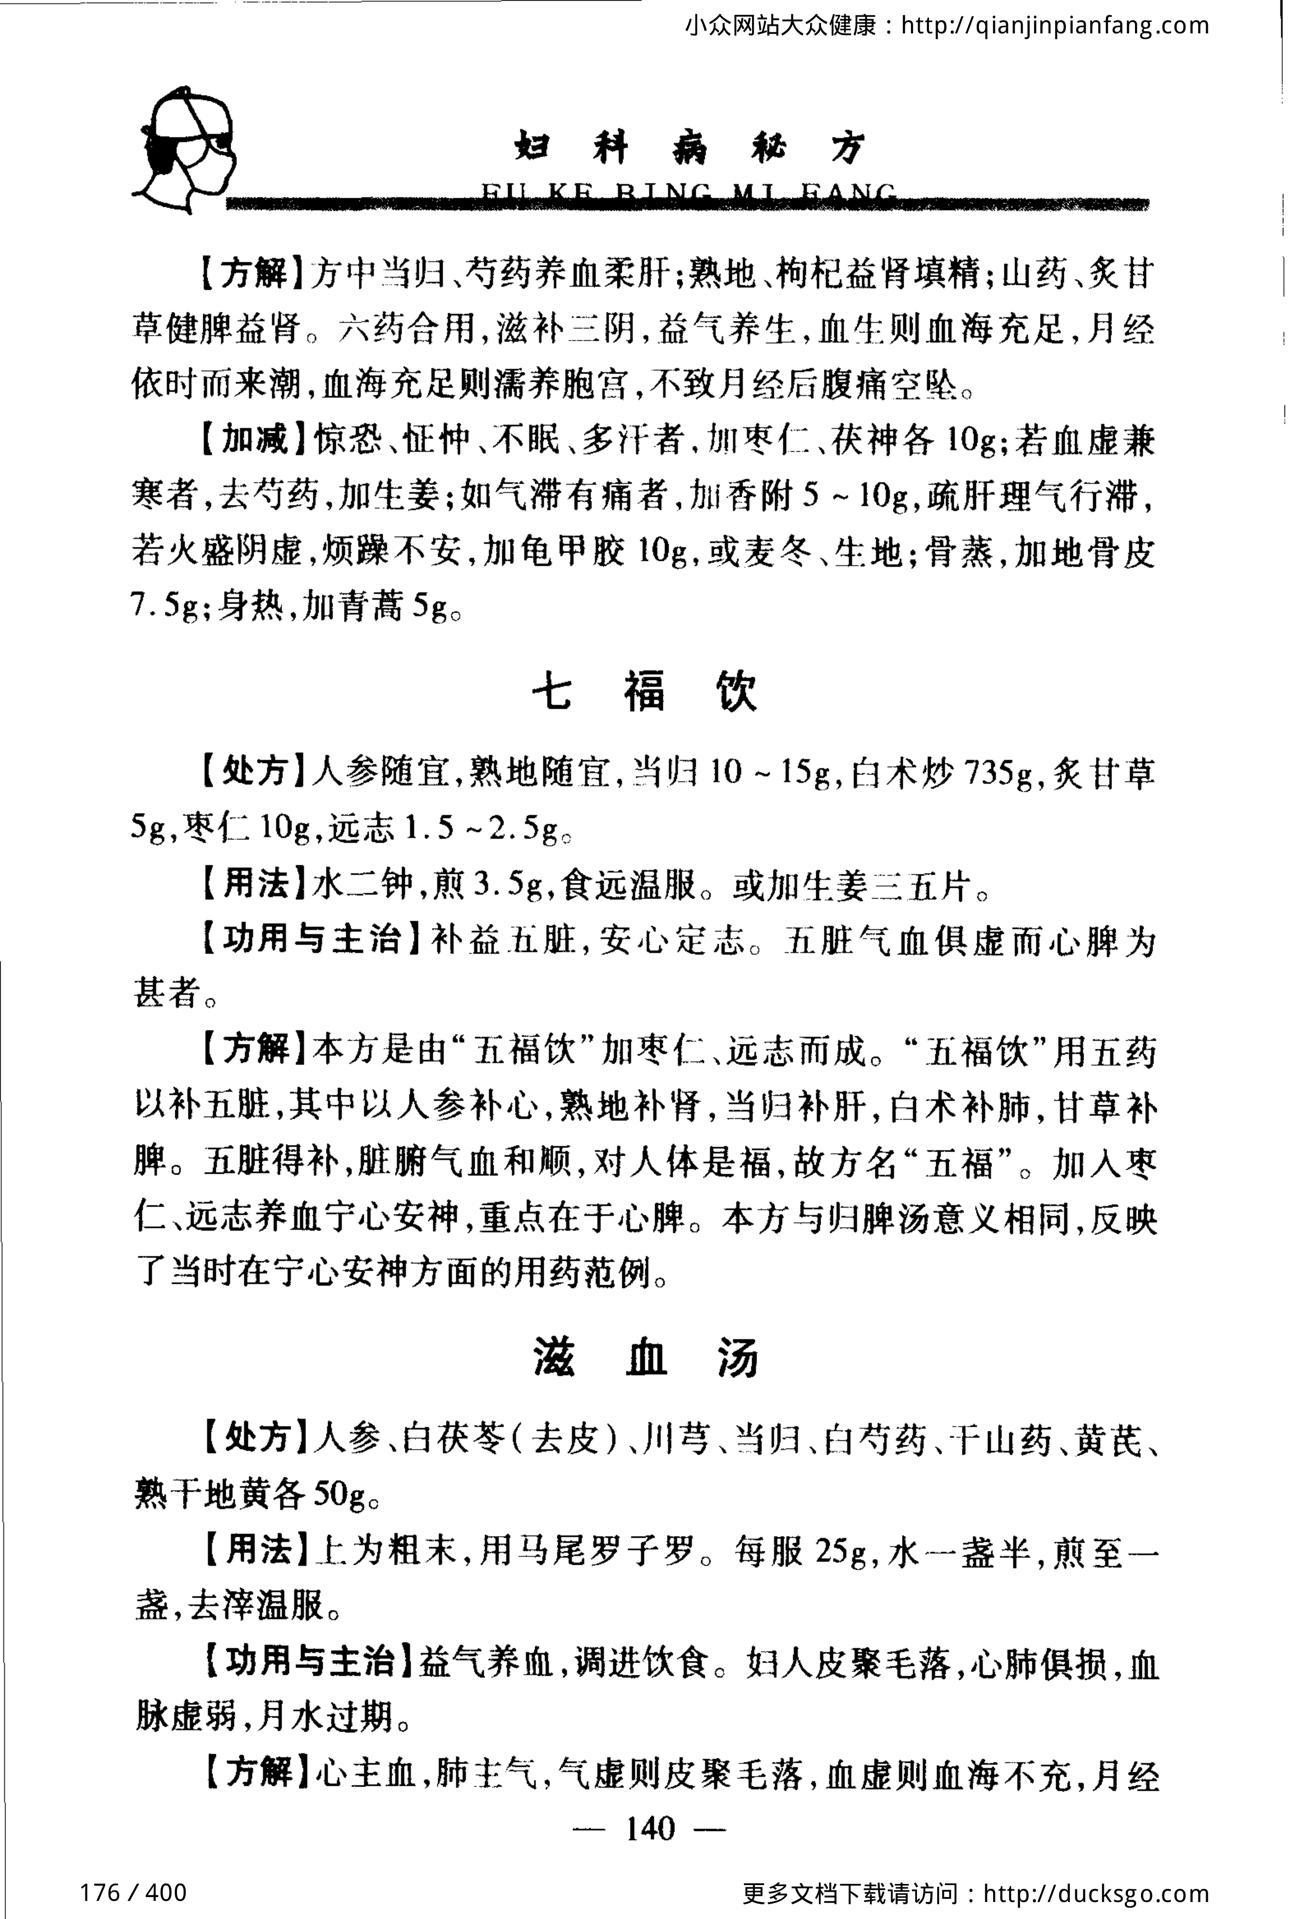 小众网站大众健康：http://qianjinpianfang.com
妇科病秘方
FU KE BING MI FANG
【方解】方中当归、芍药养血柔肝;熟地、枸杞益肾填精;山药、炙甘
草健脾益肾。六药合用,滋补三阴,益气养生,血生则血海充足,月经
依时而来潮,血海充足则濡养胞宫,不致月经后腹痛空坠。
【加减】惊恐、怔忡、不眠、多汗者,加枣仁、茯神各 10g;若血虚兼
寒者,去芍药,加生姜;如气滞有痛者,加香附 5 ~ 10g,疏肝理气行滞,
若火盛阴虚,烦躁不安,加龟甲胶 10g,或麦冬、生地;骨蒸,加地骨皮
7.5g;身热,加青蒿 5g。
七福饮
【处方】人参随宜,熟地随宜,当归 10 ~ 15g,白术炒 735g,炙甘草
5g,枣仁 10g,远志 1.5 ~2.5g。
【用法】水二钟,煎 3.5g,食远温服。或加生姜三五片。
【功用与主治】补益五脏,安心定志。五脏气血俱虚而心脾为
甚者。
【方解】本方是由“五福饮”加枣仁、远志而成。“五福饮”用五药
以补五脏,其中以人参补心,熟地补肾,当归补肝,白术补肺,甘草补
脾。五脏得补,脏腑气血和顺,对人体是福,故方名“五福”。加入枣
仁、远志养血宁心安神,重点在于心脾。本方与归脾汤意义相同,反映
了当时在宁心安神方面的用药范例。
滋血汤
【处方】人参、白茯苓(去皮)、川芎、当归、白芍药、干山药、黄芪、
熟干地黄各 50g。
【用法】上为粗末,用马尾罗子罗。每服 25g,水一盏半,煎至一
盏,去滓温服。
【功用与主治】益气养血,调进饮食。妇人皮聚毛落,心肺俱损,血
脉虚弱,月水过期。
【方解】心主血,肺主气,气虚则皮聚毛落,血虚则血海不充,月经
— 140 —
176 / 400
更多文档下载请访问：http://ducksgo.com